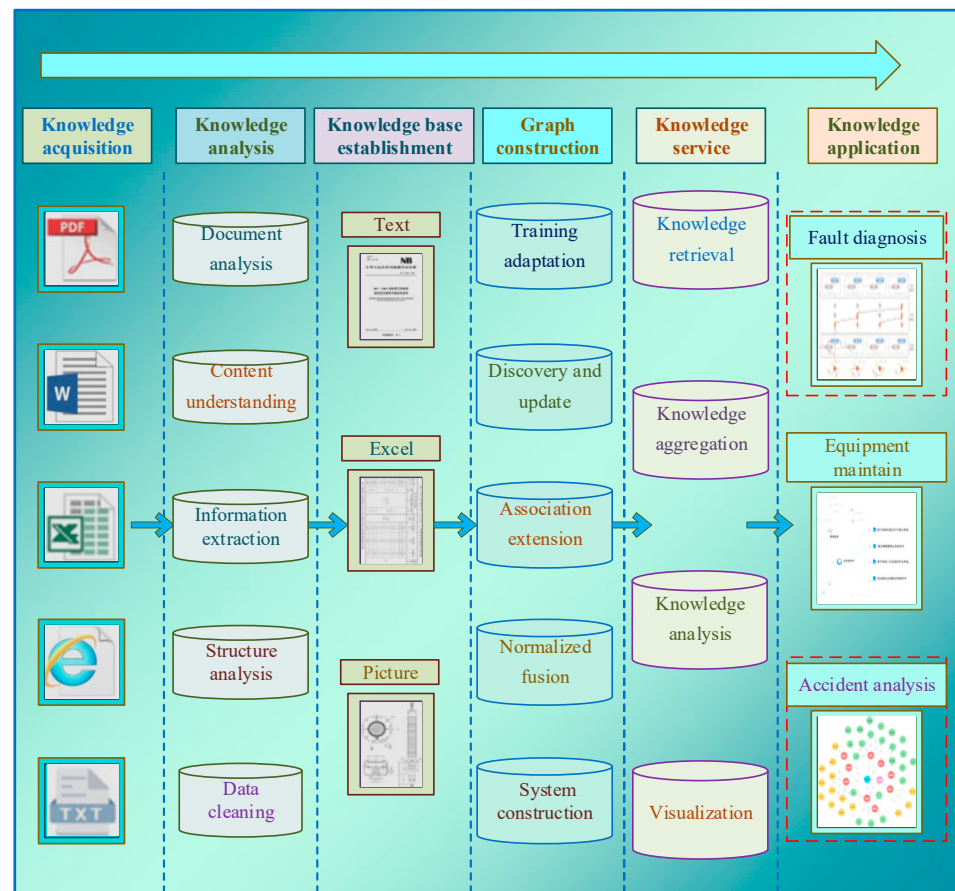 Knowledge
acquisition
Knowledge
analysis
Knowledge base
establishment
Graph
construction
Knowledge
service
Knowledge
application
PDF
Document
analysis
Text
NB
Training
adaptation
Knowledge
retrieval
Fault diagnosis
W
Content
understanding
Discovery and
update
Knowledge
aggregation
Equipment
maintain
Excel
X
Information
extraction
Association
extension
Structure
analysis
Picture
Normalized
fusion
Knowledge
analysis
Accident analysis
TXT
Data
cleaning
System
construction
Visualization